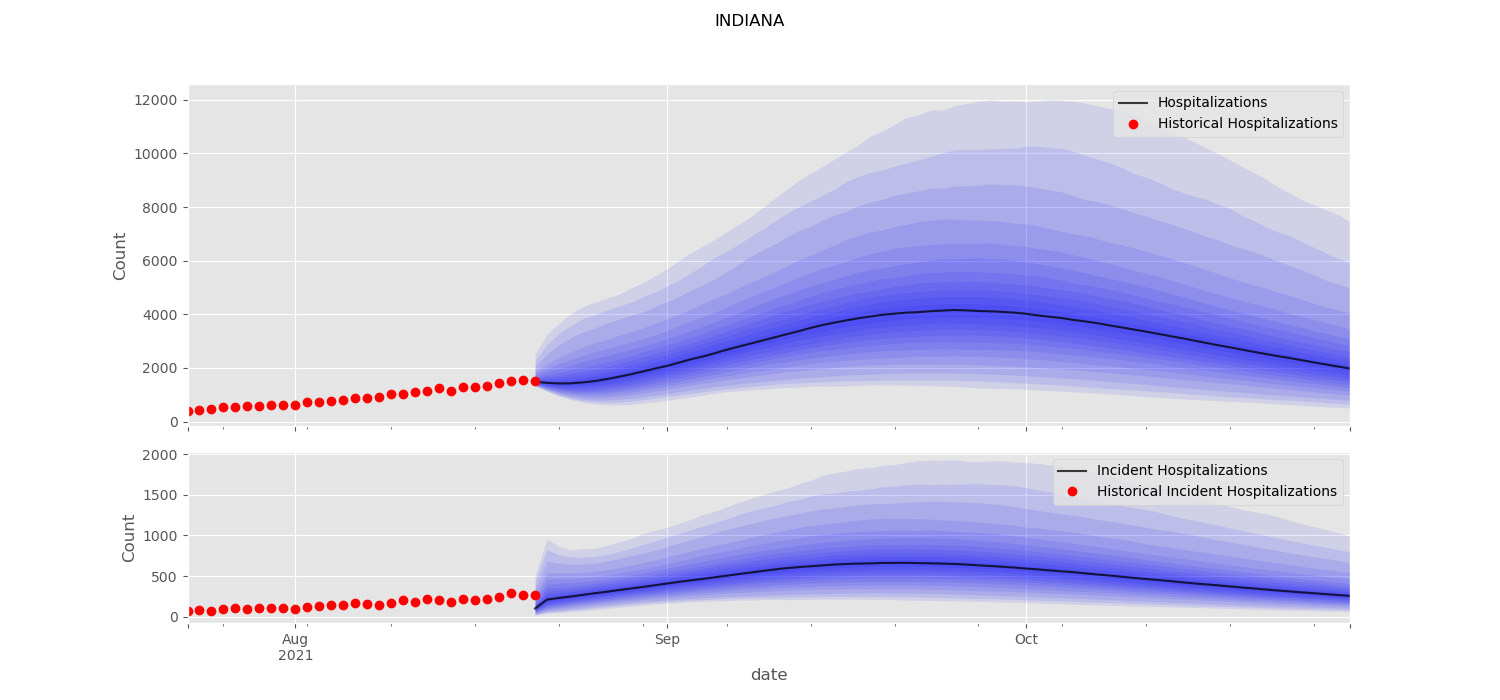 INDIANA
12000
10000
8000
6000
4000
2000
0
Count
Hospitalizations
Historical Hospitalizations
2000
1500
1000
500
0
Count
Incident Hospitalizations
Historical Incident Hospitalizations
Aug
2021
Sep
Oct
date